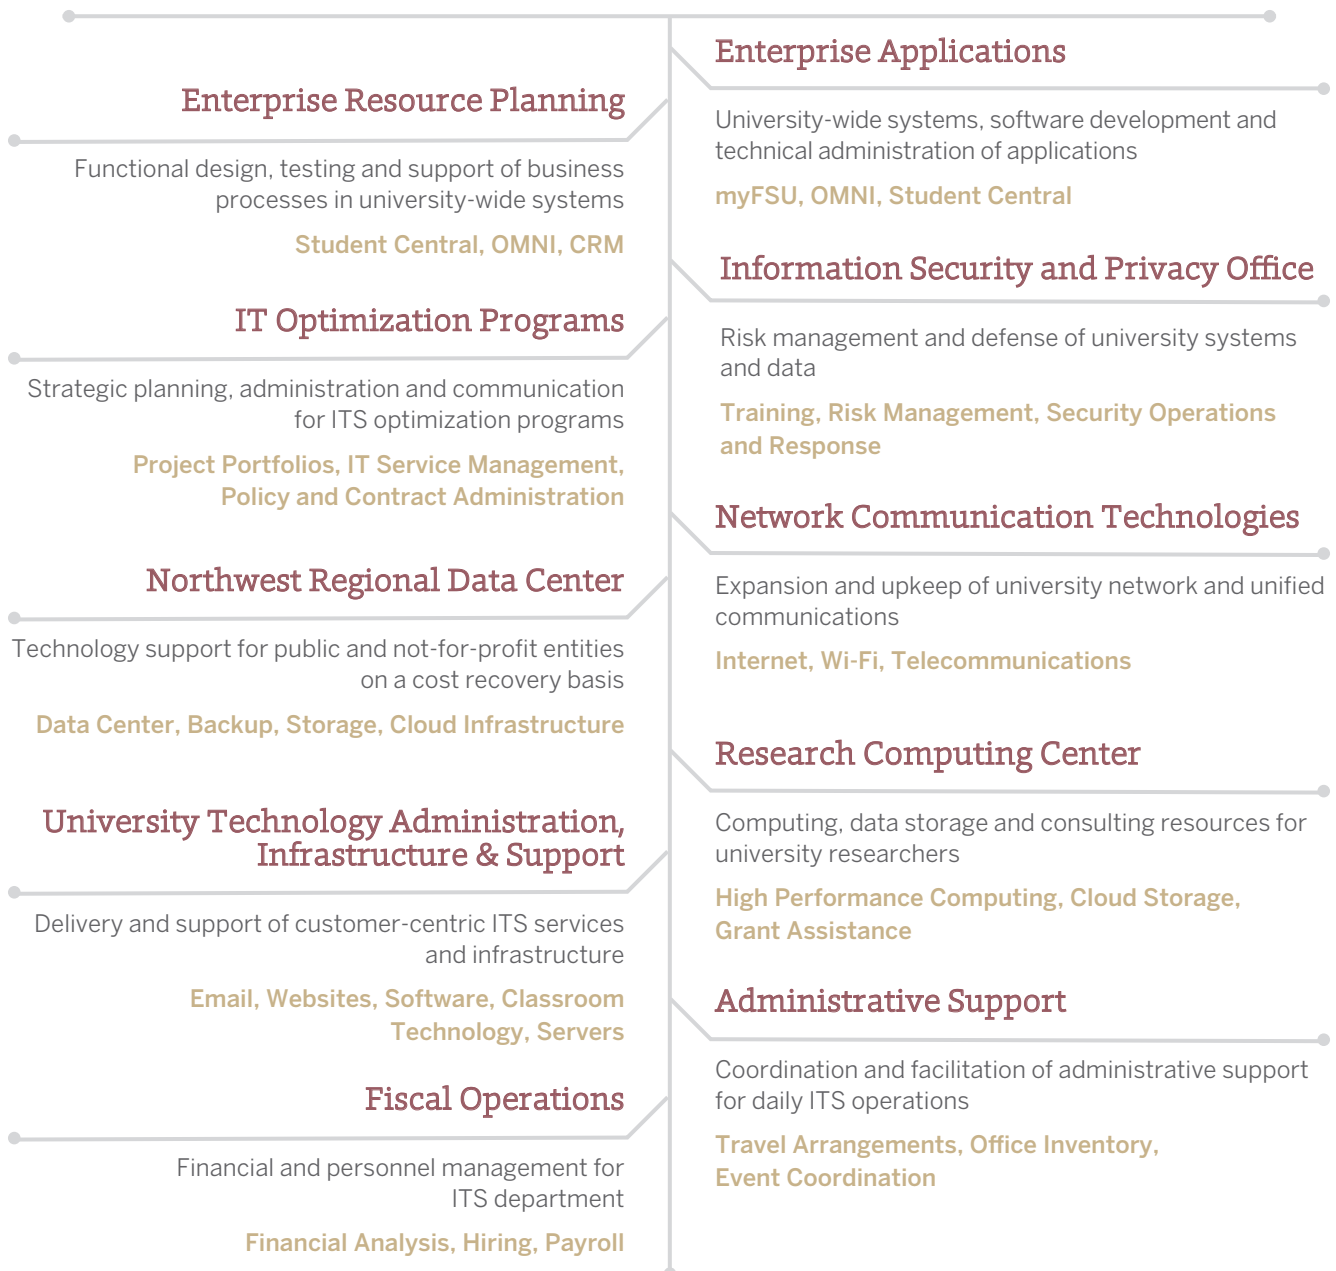 Enterprise Applications
University-wide systems, software development and
technical administration of applications
myFSU, OMNI, Student Central
Enterprise Resource Planning
Functional design, testing and support of business
processes in university-wide systems
Student Central, OMNI, CRM
Information Security and Privacy Office
Risk management and defense of university systems
and data
Training, Risk Management, Security Operations
and Response
IT Optimization Programs
Strategic planning, administration and communication
for ITS optimization programs
Project Portfolios, IT Service Management,
Policy and Contract Administration
Network Communication Technologies
Expansion and upkeep of university network and unified
communications
Internet, Wi-Fi, Telecommunications
Northwest Regional Data Center
Technology support for public and not-for-profit entities
on a cost recovery basis
Data Center, Backup, Storage, Cloud Infrastructure
Research Computing Center
Computing, data storage and consulting resources for
university researchers
High Performance Computing, Cloud Storage,
Grant Assistance
University Technology Administration,
Infrastructure & Support
Delivery and support of customer-centric ITS services
and infrastructure
Email, Websites, Software, Classroom
Technology, Servers
Administrative Support
Coordination and facilitation of administrative support
for daily ITS operations
Travel Arrangements, Office Inventory,
Event Coordination
Fiscal Operations
Financial and personnel management for
ITS department
Financial Analysis, Hiring, Payroll